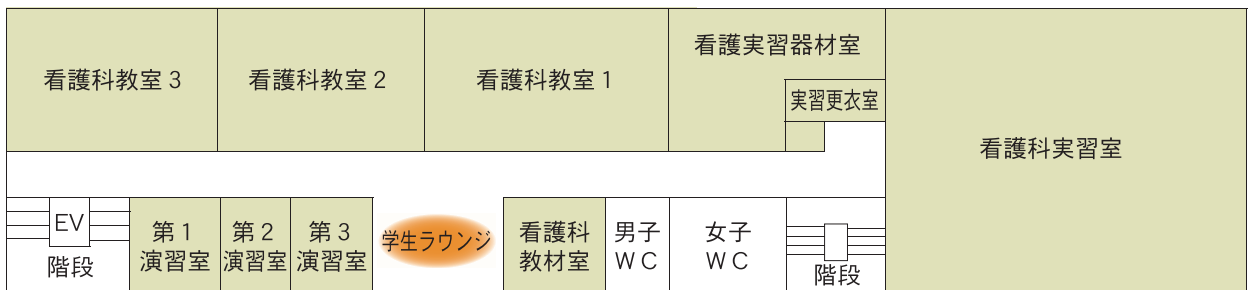 看護科教室3
看護科教室2
看護科教室1
看護実習器材室
実習更衣室
看護科実習室
EV
階段
第1
演習室
第2
演習室
第3
演習室
学生ラウンジ
看護科
教材室
男子
WC
女子
WC
階段